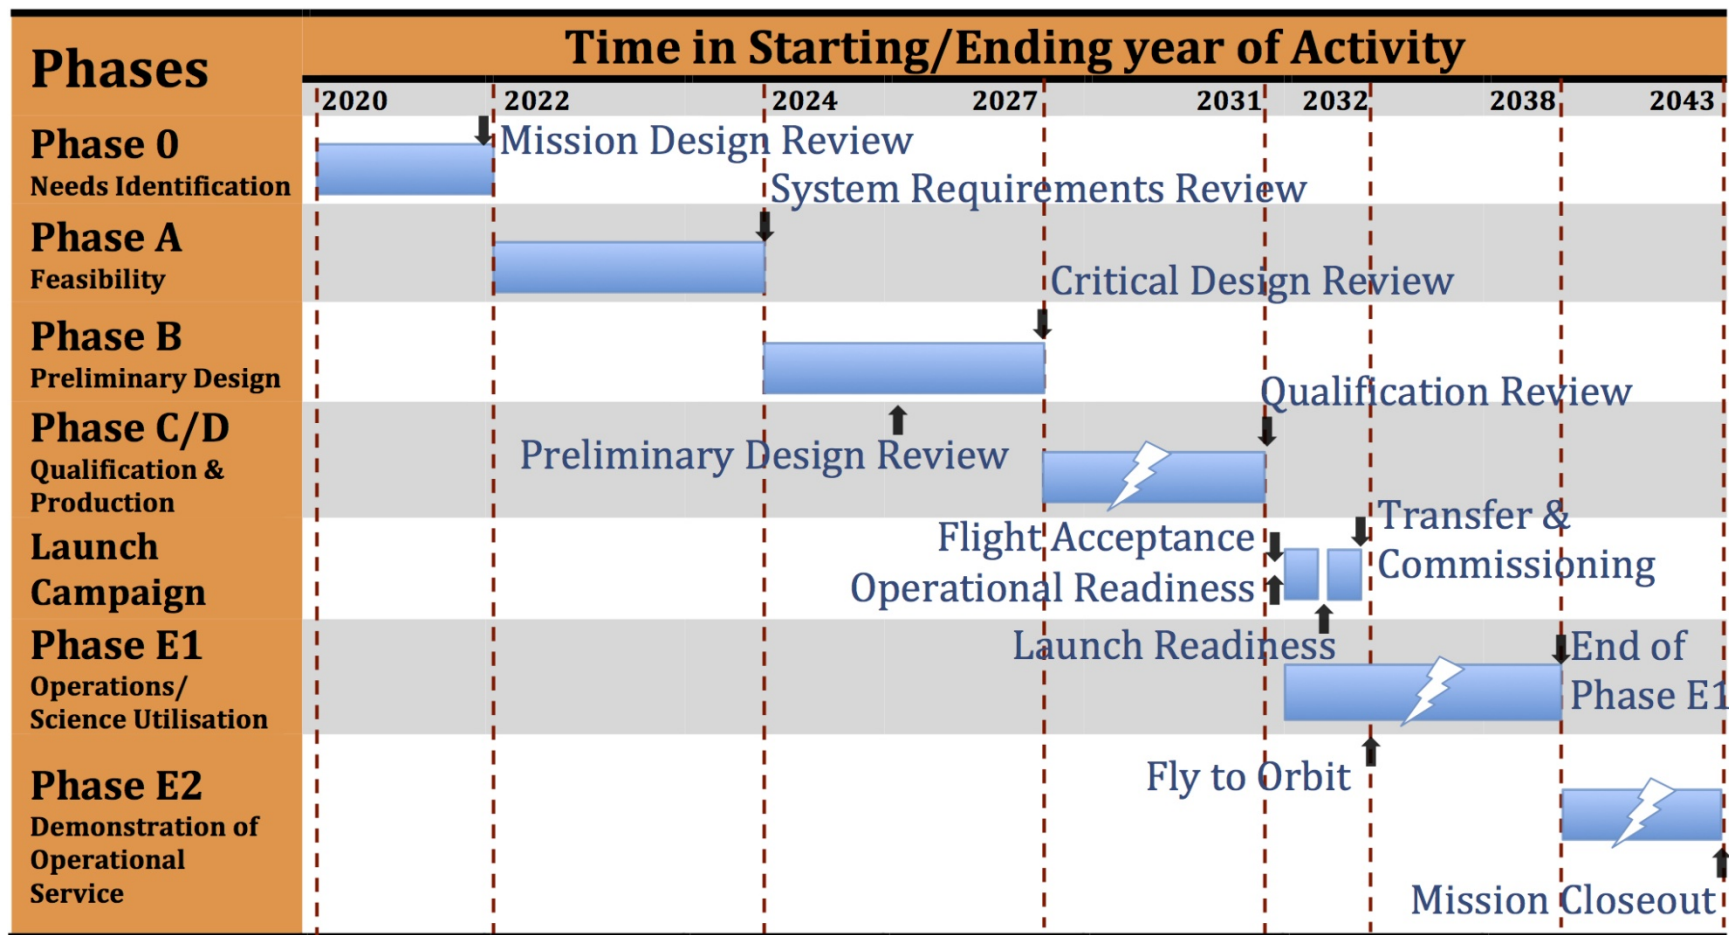 Phases
Time in Starting/Ending year of Activity
2020 2022 2024 2027 2031 2032 2038 2043
Phase 0
Needs Identification
Mission Design Review
System Requirements Review
Phase A
Feasibility
Critical Design Review
Phase B
Preliminary Design
Qualification Review
Phase C/D
Qualification &
Production
Preliminary Design Review
Launch
Campaign
Flight Acceptance
Operational Readiness
Transfer &
Commissioning
Launch Readiness
Phase E1
Operations/
Science Utilisation
End of
Phase E1
Fly to Orbit
Phase E2
Demonstration of
Operational
Service
Mission Closeout